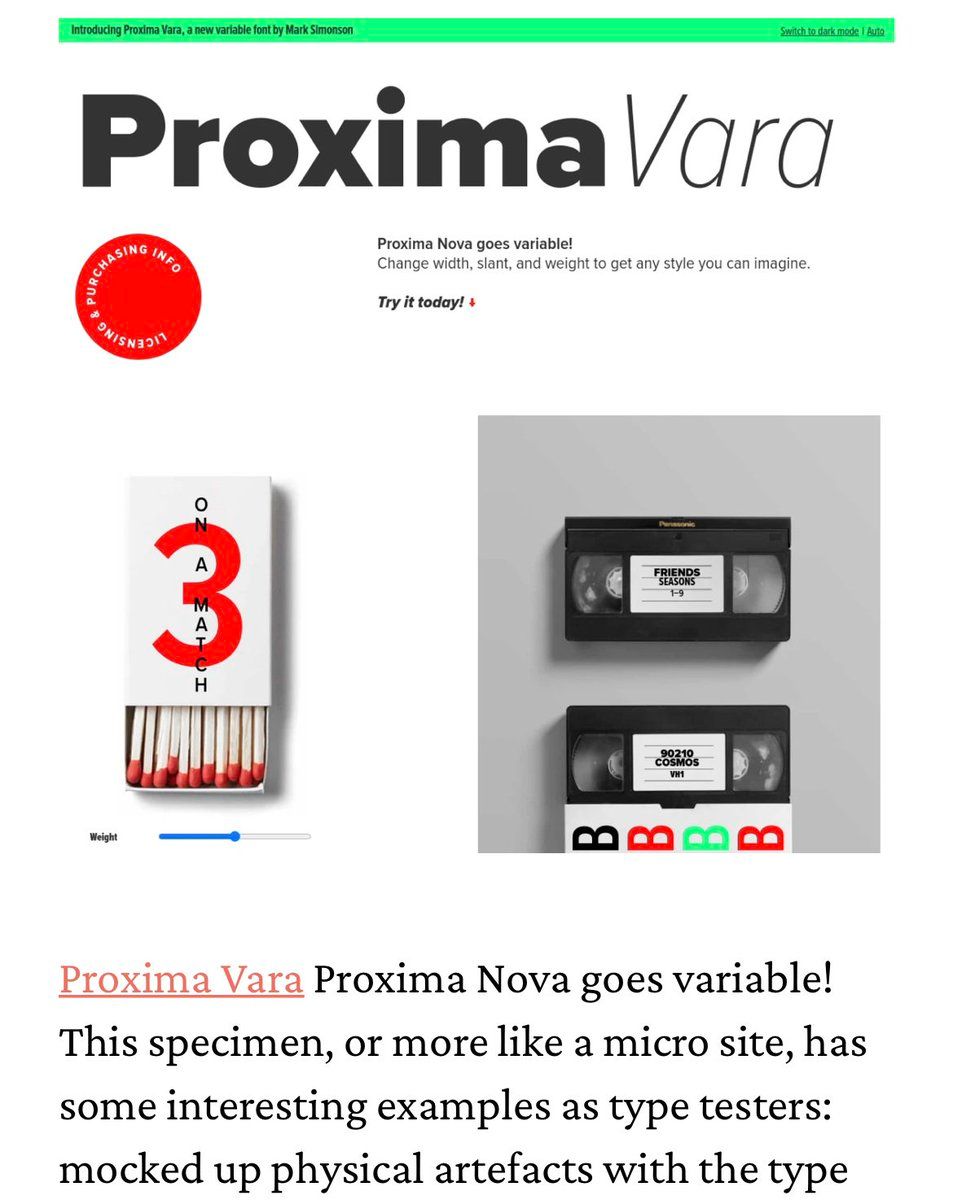 Introducing Proxima Vara, a new variable font by Mark Simonson
Switch to dark mode | Auto
ProximaVara
LICENSING & PURCHASING INFO
Proxima Nova goes variable!
Change width, slant, and weight to get any style you can imagine.
Try it today! ↓
3
ON A MATCH
Panasonic
FRIENDS
SEASONS
1–9
90210
COSMOS
VH1
B B B B
Weight
Proxima Vara Proxima Nova goes variable!
This specimen, or more like a micro site, has
some interesting examples as type testers:
mocked up physical artefacts with the type